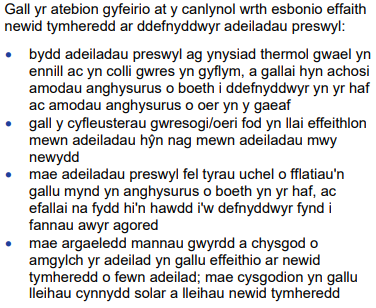 Gall yr atebion gyfeirio at y canlynol wrth esbonio effaith
newid tymheredd ar ddefnyddwyr adeiladau preswyl:
• bydd adeiladau preswyl ag ynysiad thermol gwael yn
ennill ac yn colli gwres yn gyflym, a gallai hyn achosi
amodau anghysurus o boeth i ddefnyddwyr yn yr haf
ac amodau anghysurus o oer yn y gaeaf
• gall y cyfleusterau gwresogi/oeri fod yn llai effeithlon
mewn adeiladau hŷn nag mewn adeiladau mwy
newydd
• mae adeiladau preswyl fel tyrau uchel o fflatiau'n
gallu mynd yn anghysurus o boeth yn yr haf, ac
efallai na fydd hi'n hawdd i'w defnyddwyr fynd i
fannau awyr agored
• mae argaeledd mannau gwyrdd a chysgod o
amgylch yr adeilad yn gallu effeithio ar newid
tymheredd o fewn adeilad; mae cysgodion yn gallu
lleihau cynnydd solar a lleihau newid tymheredd